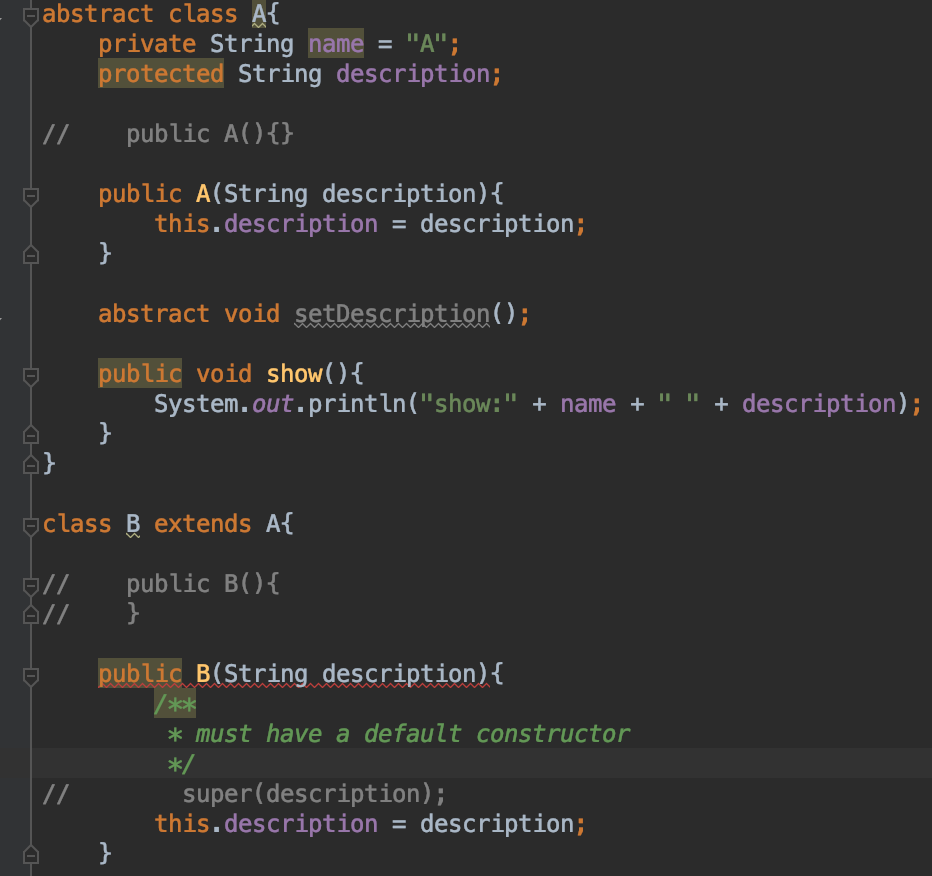 abstract class A{
    private String name = "A";
    protected String description;
//    public A(){}
    public A(String description){
        this.description = description;
    }
    abstract void setDescription();
    public void show(){
        System.out.println("show:" + name + " " + description);
    }
}
class B extends A{
//    public B(){
//    }
    public B(String description){
        /**
         * must have a default constructor
         */
//        super(description);
        this.description = description;
    }